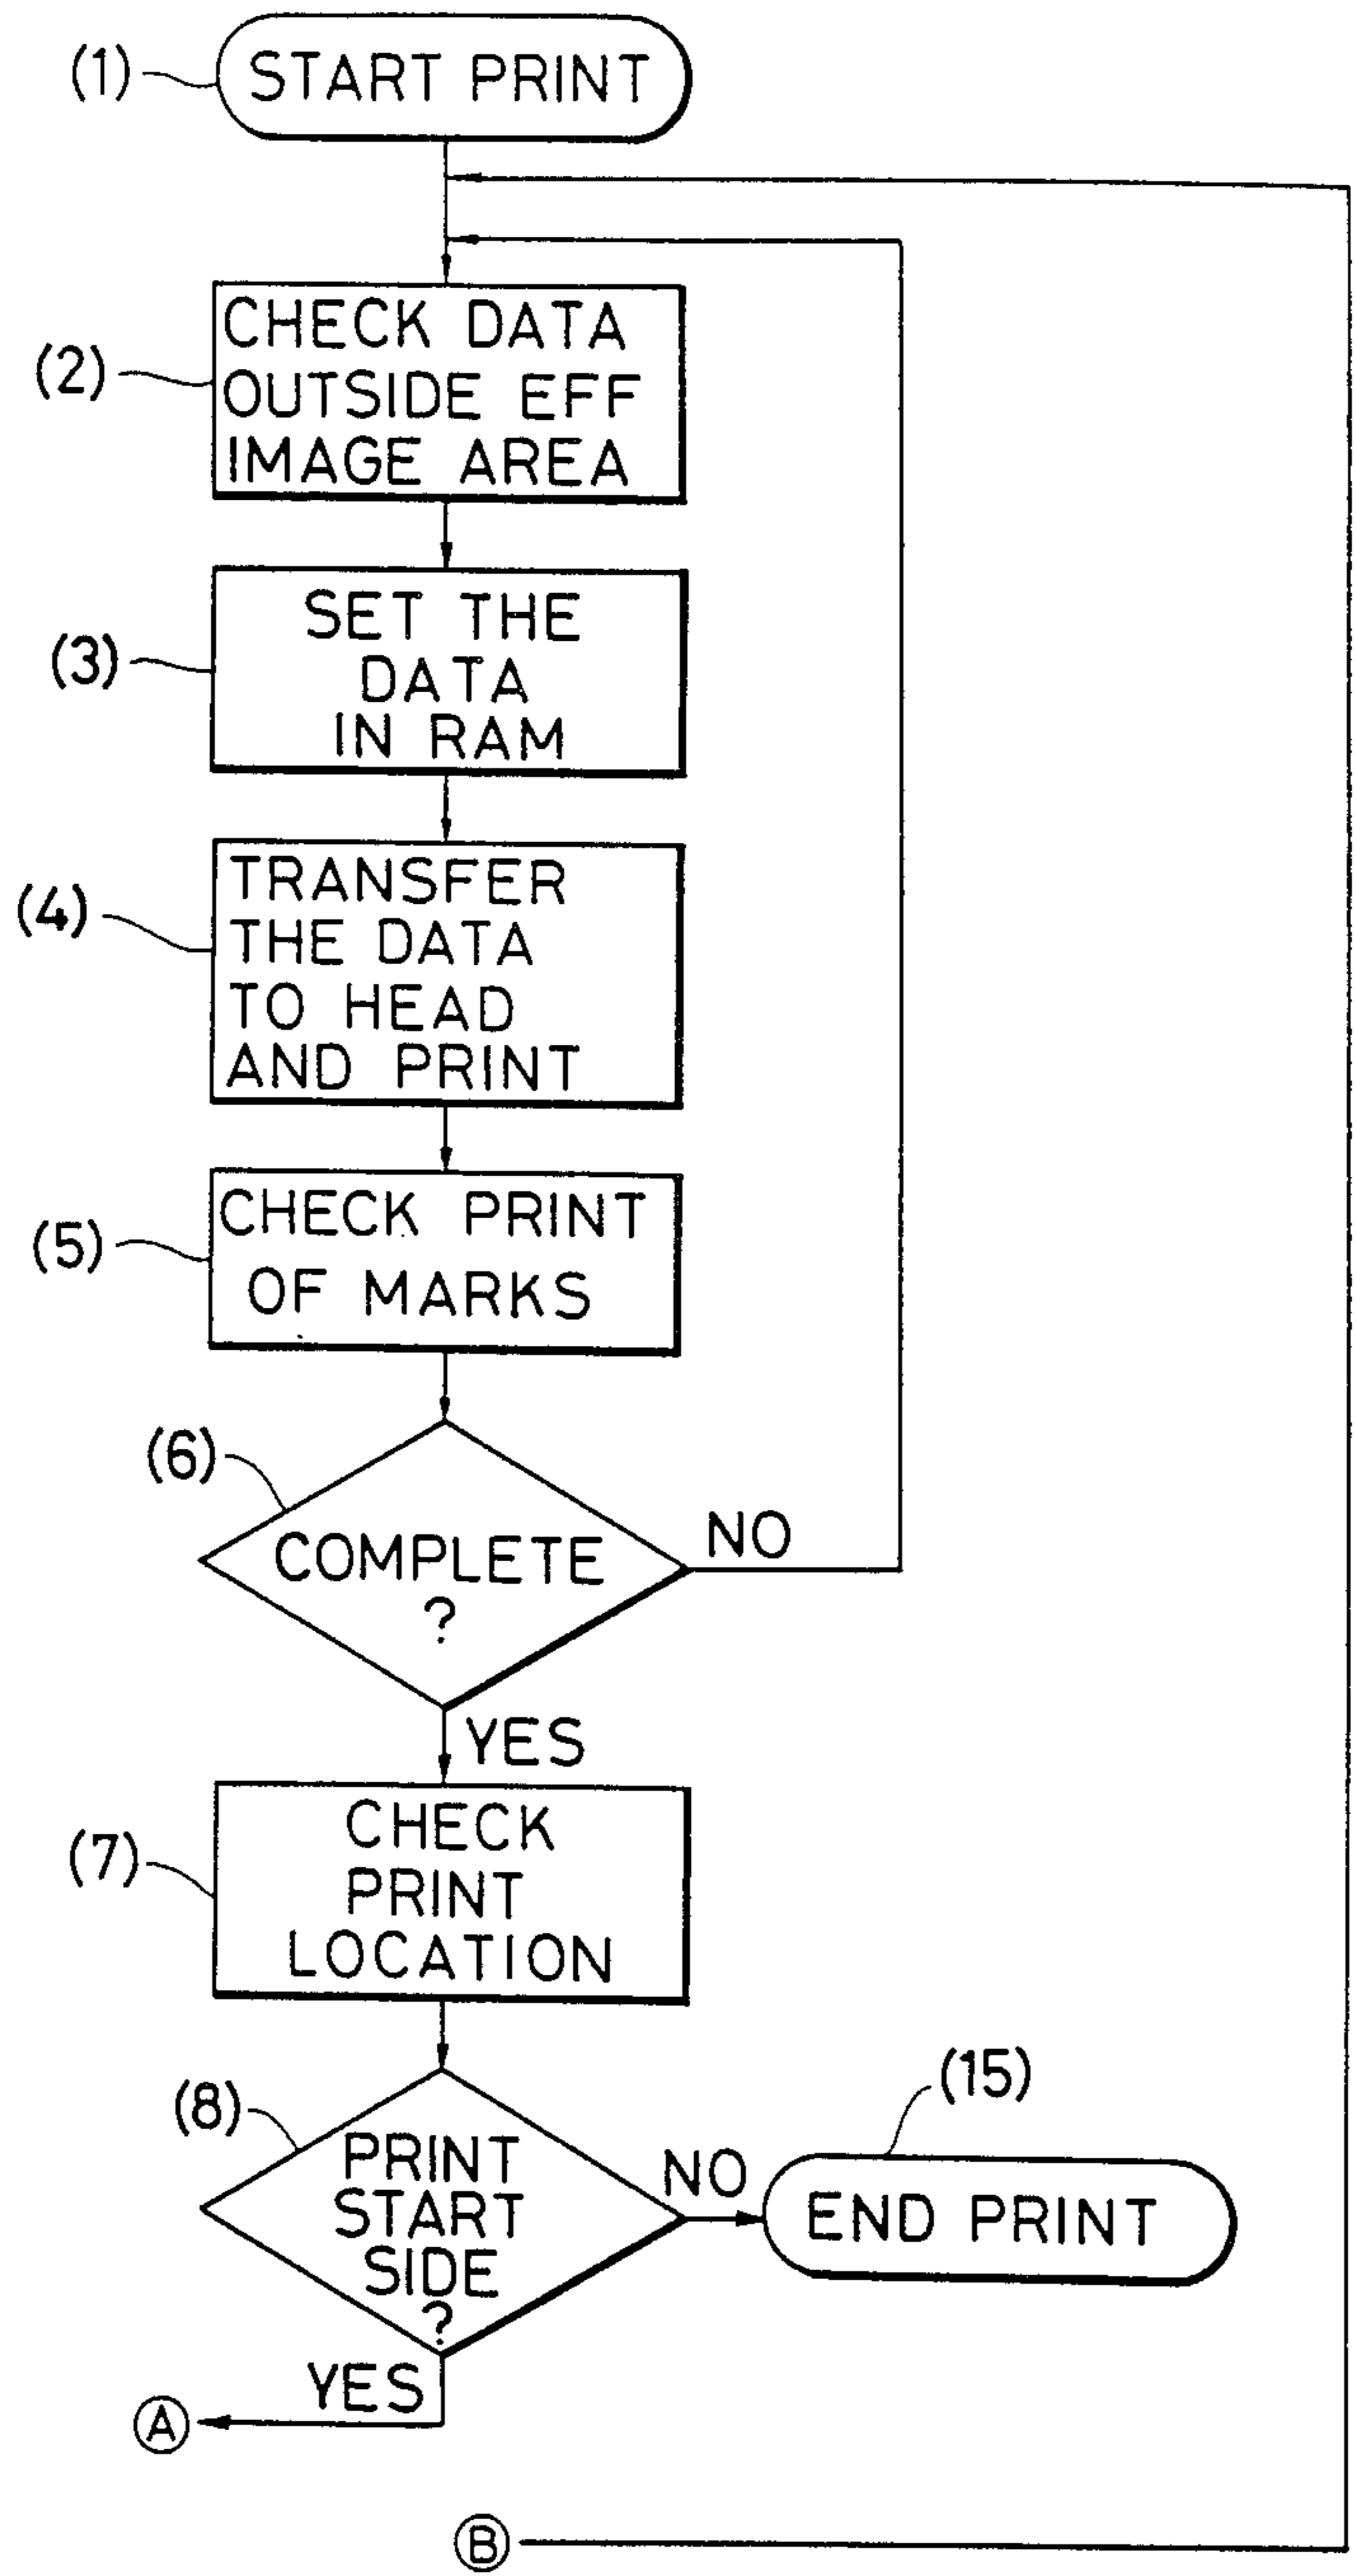 (1)
START PRINT
(2)
CHECK DATA
OUTSIDE EFF
IMAGE AREA
(3)
SET THE
DATA
IN RAM
(4)
TRANSFER
THE DATA
TO HEAD
AND PRINT
(5)
CHECK PRINT
OF MARKS
(6)
COMPLETE
?
NO
YES
(7)
CHECK
PRINT
LOCATION
(8)
PRINT
START
SIDE
?
NO
(15)
END PRINT
YES
A
B